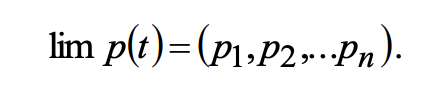 lim p(t)=(p₁,p₂,...pₙ).